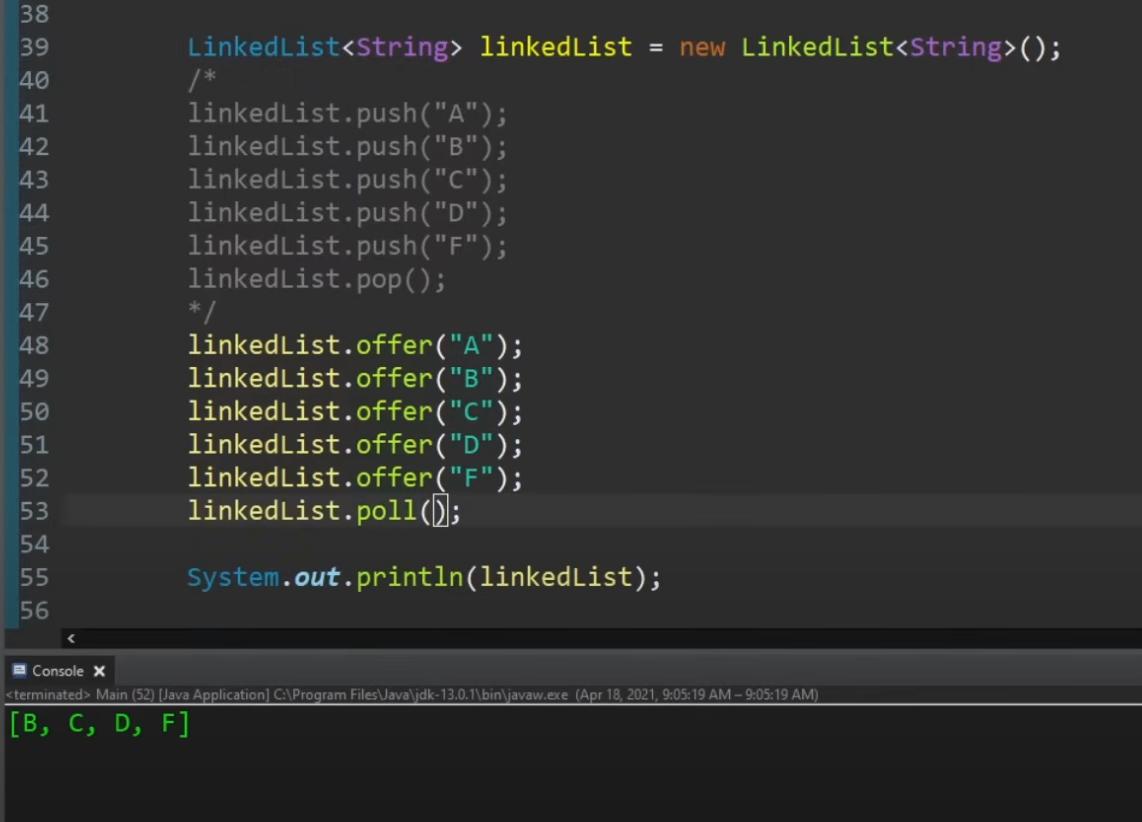 38
39 LinkedList<String> linkedList = new LinkedList<String>();
40 /*
41 linkedList.push("A");
42 linkedList.push("B");
43 linkedList.push("C");
44 linkedList.push("D");
45 linkedList.push("F");
46 linkedList.pop();
47 */
48 linkedList.offer("A");
49 linkedList.offer("B");
50 linkedList.offer("C");
51 linkedList.offer("D");
52 linkedList.offer("F");
53 linkedList.poll();
54
55 System.out.println(linkedList);
56
Console
<terminated> Main (52) [Java Application] C:\Program Files\Java\jdk-13.0.1\bin\javaw.exe (Apr 18, 2021, 9:05:19 AM – 9:05:19 AM)
[B, C, D, F]